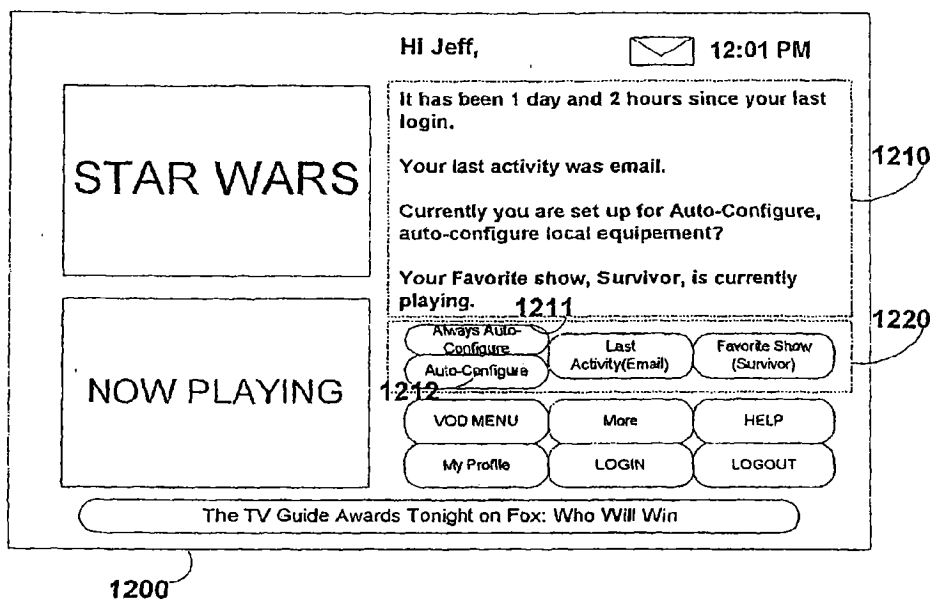 Hi Jeff,
12:01 PM
STAR WARS
It has been 1 day and 2 hours since your last
login.
Your last activity was email.
Currently you are set up for Auto-Configure,
auto-configure local equipement?
Your Favorite show, Survivor, is currently
playing.
1210
1211
1220
Always Auto-
Configure
Last
Activity(Email)
Favorite Show
(Survivor)
Auto-Configure
1212
NOW PLAYING
VOD MENU
More
HELP
My Profile
LOGIN
LOGOUT
The TV Guide Awards Tonight on Fox: Who Will Win
1200